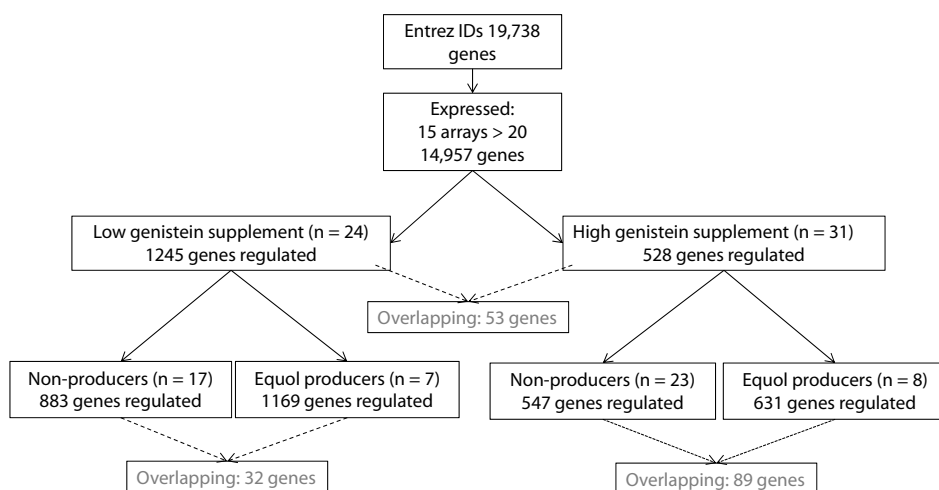 Entrez IDs 19,738
genes
Expressed:
15 arrays > 20
14,957 genes
Low genistein supplement (n = 24)
1245 genes regulated
High genistein supplement (n = 31)
528 genes regulated
Overlapping: 53 genes
Non-producers (n = 17)
883 genes regulated
Equol producers (n = 7)
1169 genes regulated
Non-producers (n = 23)
547 genes regulated
Equol producers (n = 8)
631 genes regulated
Overlapping: 32 genes
Overlapping: 89 genes